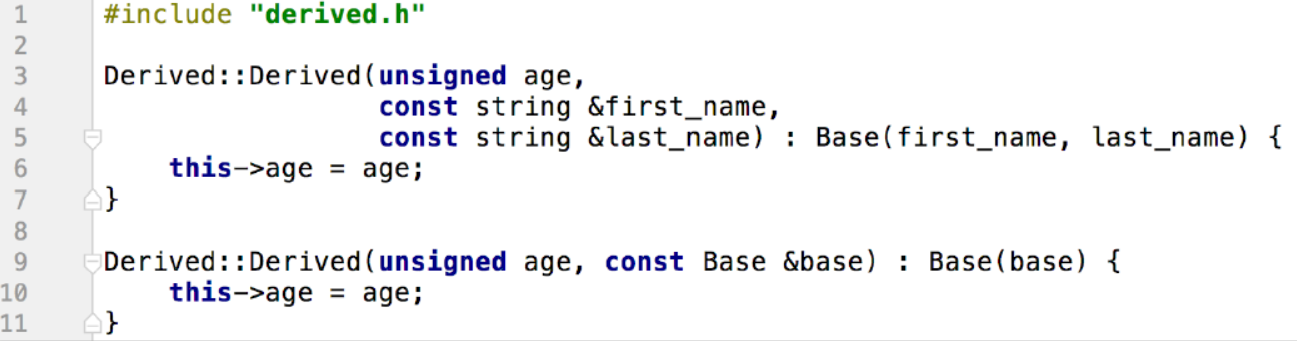 1 #include "derived.h"
2
3 Derived::Derived(unsigned age,
4                  const string &first_name,
5                  const string &last_name) : Base(first_name, last_name) {
6     this->age = age;
7 }
8
9 Derived::Derived(unsigned age, const Base &base) : Base(base) {
10     this->age = age;
11 }